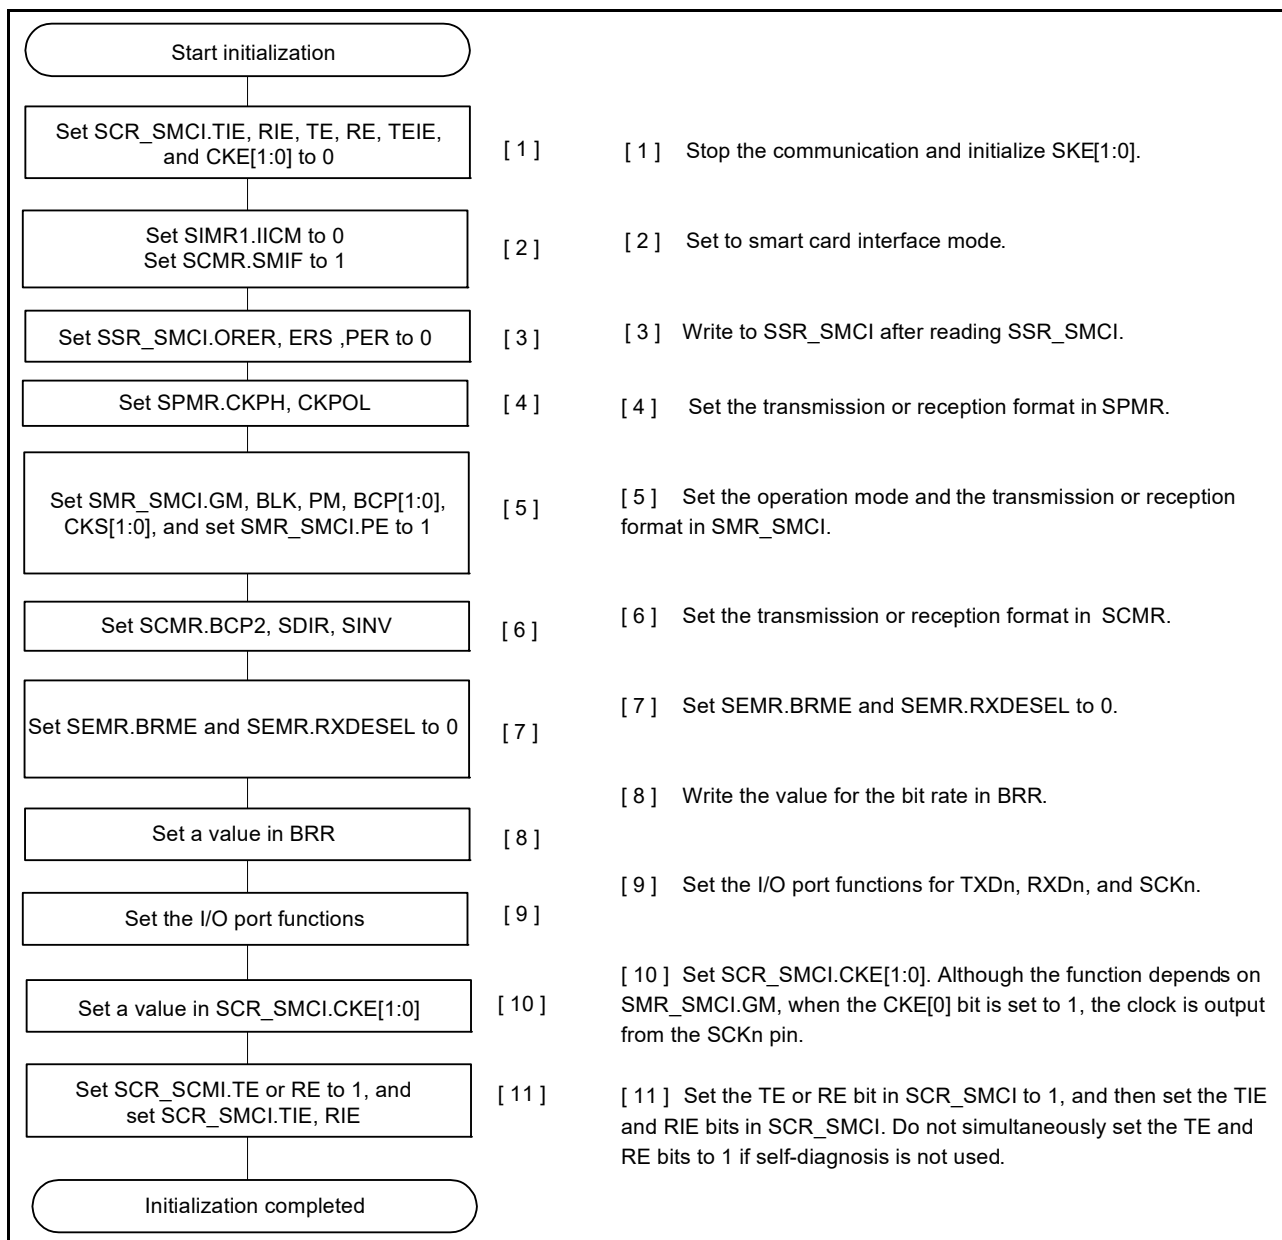 Start initialization
Set SCR_SMCI.TIE, RIE, TE, RE, TEIE,
and CKE[1:0] to 0
[ 1 ]
[ 1 ] Stop the communication and initialize SKE[1:0].
Set SIMR1.IICM to 0
Set SCMR.SMIF to 1
[ 2 ]
[ 2 ] Set to smart card interface mode.
Set SSR_SMCI.ORER, ERS ,PER to 0
[ 3 ]
[ 3 ] Write to SSR_SMCI after reading SSR_SMCI.
Set SPMR.CKPH, CKPOL
[ 4 ]
[ 4 ] Set the transmission or reception format in SPMR.
Set SMR_SMCI.GM, BLK, PM, BCP[1:0],
CKS[1:0], and set SMR_SMCI.PE to 1
[ 5 ]
[ 5 ] Set the operation mode and the transmission or reception
format in SMR_SMCI.
Set SCMR.BCP2, SDIR, SINV
[ 6 ]
[ 6 ] Set the transmission or reception format in SCMR.
Set SEMR.BRME and SEMR.RXDESEL to 0
[ 7 ]
[ 7 ] Set SEMR.BRME and SEMR.RXDESEL to 0.
Set a value in BRR
[ 8 ]
[ 8 ] Write the value for the bit rate in BRR.
Set the I/O port functions
[ 9 ]
[ 9 ] Set the I/O port functions for TXDn, RXDn, and SCKn.
Set a value in SCR_SMCI.CKE[1:0]
[ 10 ]
[ 10 ] Set SCR_SMCI.CKE[1:0]. Although the function depends on
SMR_SMCI.GM, when the CKE[0] bit is set to 1, the clock is output
from the SCKn pin.
Set SCR_SCMI.TE or RE to 1, and
set SCR_SMCI.TIE, RIE
[ 11 ]
[ 11 ] Set the TE or RE bit in SCR_SMCI to 1, and then set the TIE
and RIE bits in SCR_SMCI. Do not simultaneously set the TE and
RE bits to 1 if self-diagnosis is not used.
Initialization completed